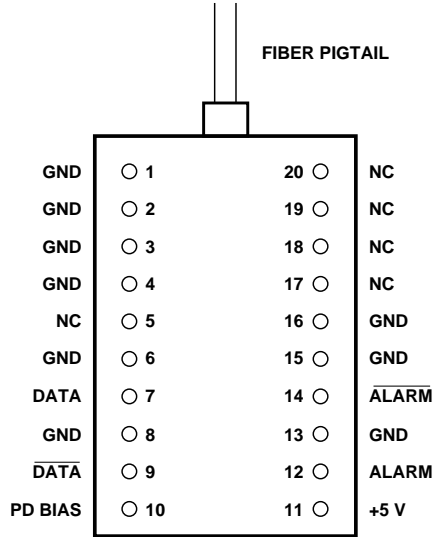 FIBER PIGTAIL
GND 1 20 NC
GND 2 19 NC
GND 3 18 NC
GND 4 17 NC
NC 5 16 GND
GND 6 15 GND
DATA 7 14 A̅L̅A̅R̅M̅
GND 8 13 GND
D̅A̅T̅A̅ 9 12 ALARM
PD BIAS 10 11 +5 V